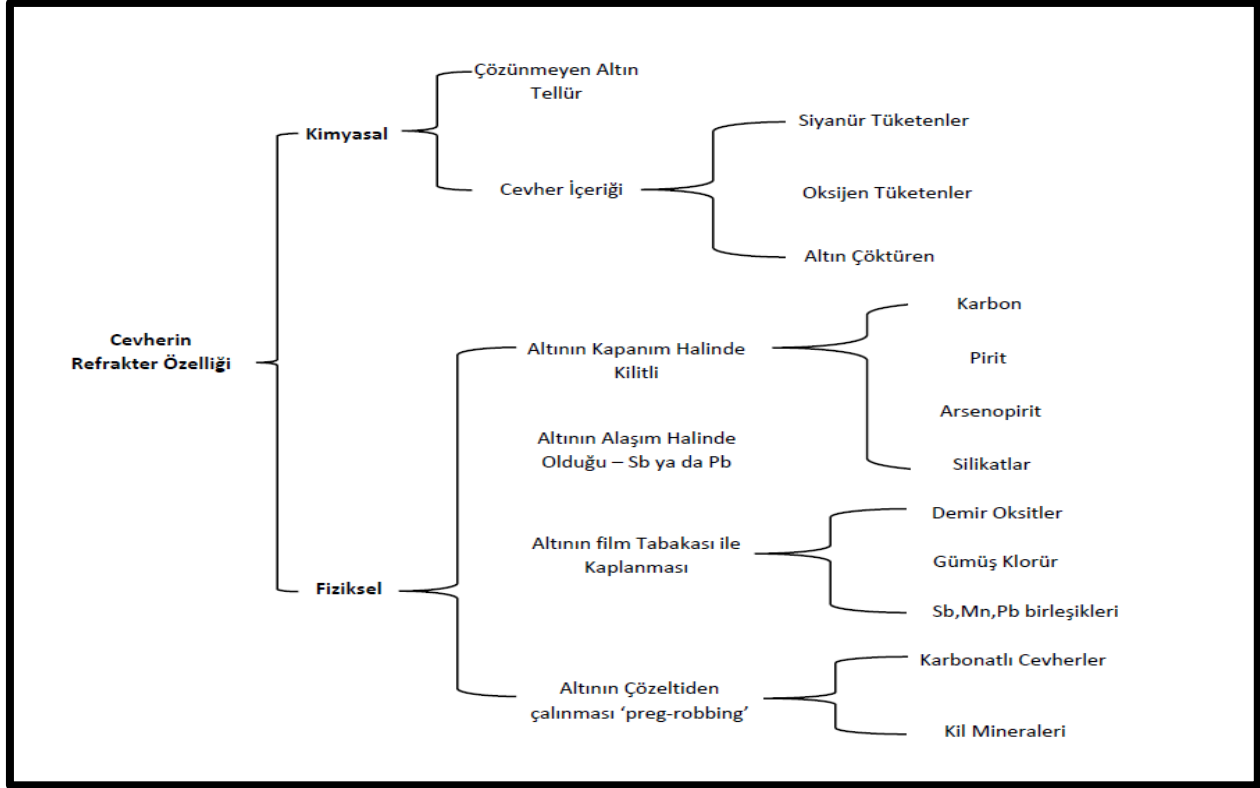 Cevherin
Refrakter Özelliği
Kimyasal
Çözünmeyen Altın
Tellür
Cevher İçeriği
Siyanür Tüketenler
Oksijen Tüketenler
Altın Çöktüren
Fiziksel
Altının Kapanım Halinde
Kilitli
Karbon
Pirit
Arsenopirit
Silikatlar
Altının Alaşım Halinde
Olduğu – Sb ya da Pb
Altının film Tabakası ile
Kaplanması
Demir Oksitler
Gümüş Klorür
Sb,Mn,Pb birleşikleri
Altının Çözeltiden
çalınması ‘preg-robbing’
Karbonatlı Cevherler
Kil Mineraleri